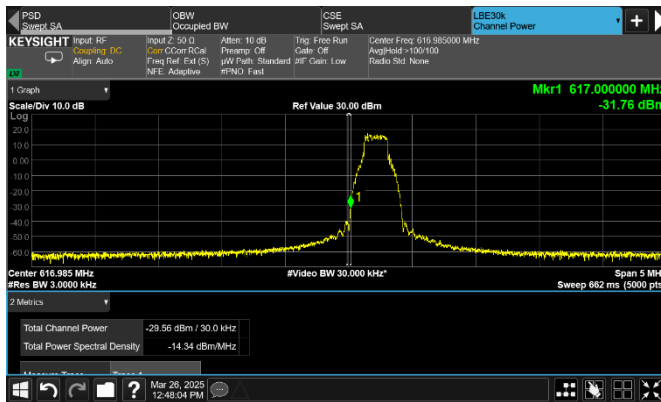 PSD
Swept SA
OBW
Occupied BW
CSE
Swept SA
LBE30k
Channel Power
KEYSIGHT
Input: RF
Coupling: DC
Align: Auto
Input Z: 50 Ω
Corr CCorr RCal
Freq Ref: Ext (S)
NFE: Adaptive
Atten: 10 dB
Preamp: Off
µW Path: Standard
#PNO: Fast
Trig: Free Run
Gate: Off
#IF Gain: Low
Center Freq: 616.985000 MHz
Avg|Hold:>100/100
Radio Std: None
LXI
1 Graph
Mkr1 617.000000 MHz
Scale/Div 10.0 dB
Ref Value 30.00 dBm
-31.76 dBm
Log
20.0
10.0
0.00
-10.0
-20.0
-30.0
-40.0
-50.0
-60.0
1
Center 616.985 MHz
#Video BW 30.000 kHz*
Span 5 MH
#Res BW 3.0000 kHz
Sweep 662 ms (5000 pts
2 Metrics
Total Channel Power -29.56 dBm / 30.0 kHz
Total Power Spectral Density -14.34 dBm/MHz
Mar 26, 2025
12:48:04 PM